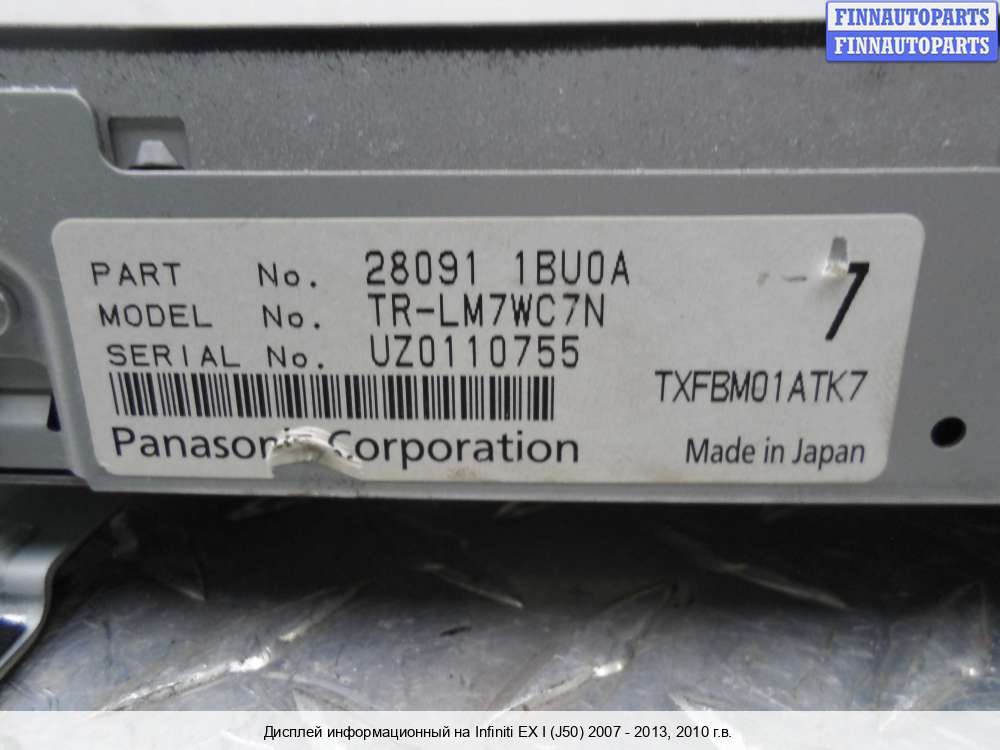 FINNAUTOPARTS
FINNAUTOPARTS
PART No. 28091 1BU0A
MODEL No. TR-LM7WC7N
SERIAL No. UZ0110755
7
TXFBM01ATK7
Panasonic Corporation
Made in Japan
Дисплей информационный на Infiniti EX I (J50) 2007 - 2013, 2010 г.в.